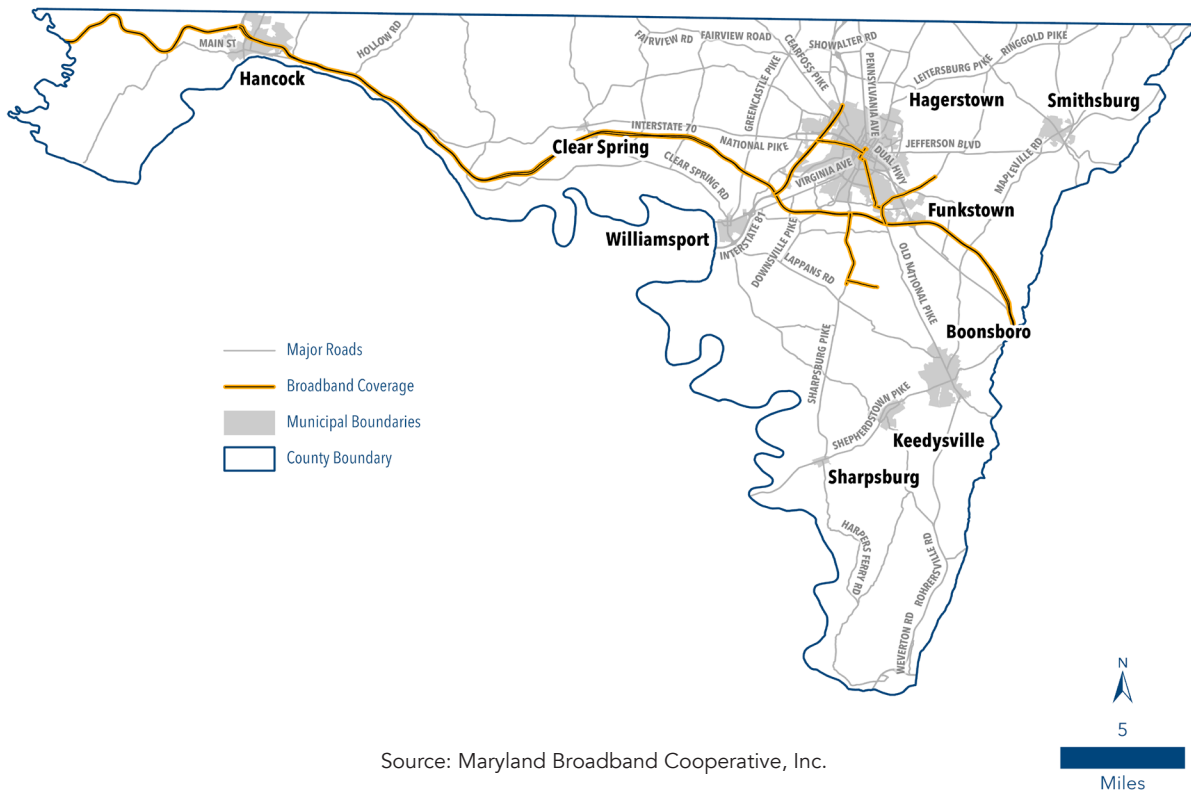 MAIN ST
HOLLOW RD
Hancock
FAIRVIEW RD
FAIRVIEW ROAD
CEARFOSS PIKE
SHOWALTER RD
PENNSYLVANIA AVE
LEITERSBURG PIKE
RINGGOLD PIKE
GREENCASTLE PIKE
Hagerstown
Smithsburg
INTERSTATE 70
NATIONAL PIKE
Clear Spring
CLEAR SPRING RD
VIRGINIA AVE
DUAL HWY
JEFFERSON BLVD
MAPLEVILLE RD
Funkstown
Williamsport
INTERSTATE 81
DOWNSVILLE PIKE
LAPPANS RD
OLD NATIONAL PIKE
Boonsboro
SHARPSBURG PIKE
Major Roads
Broadband Coverage
Municipal Boundaries
County Boundary
SHEPHERDSTOWN PIKE
Keedysville
Sharpsburg
HARPERS FERRY RD
ROHRERSVILLE RD
WEVERTON RD
N
5
Miles
Source: Maryland Broadband Cooperative, Inc.